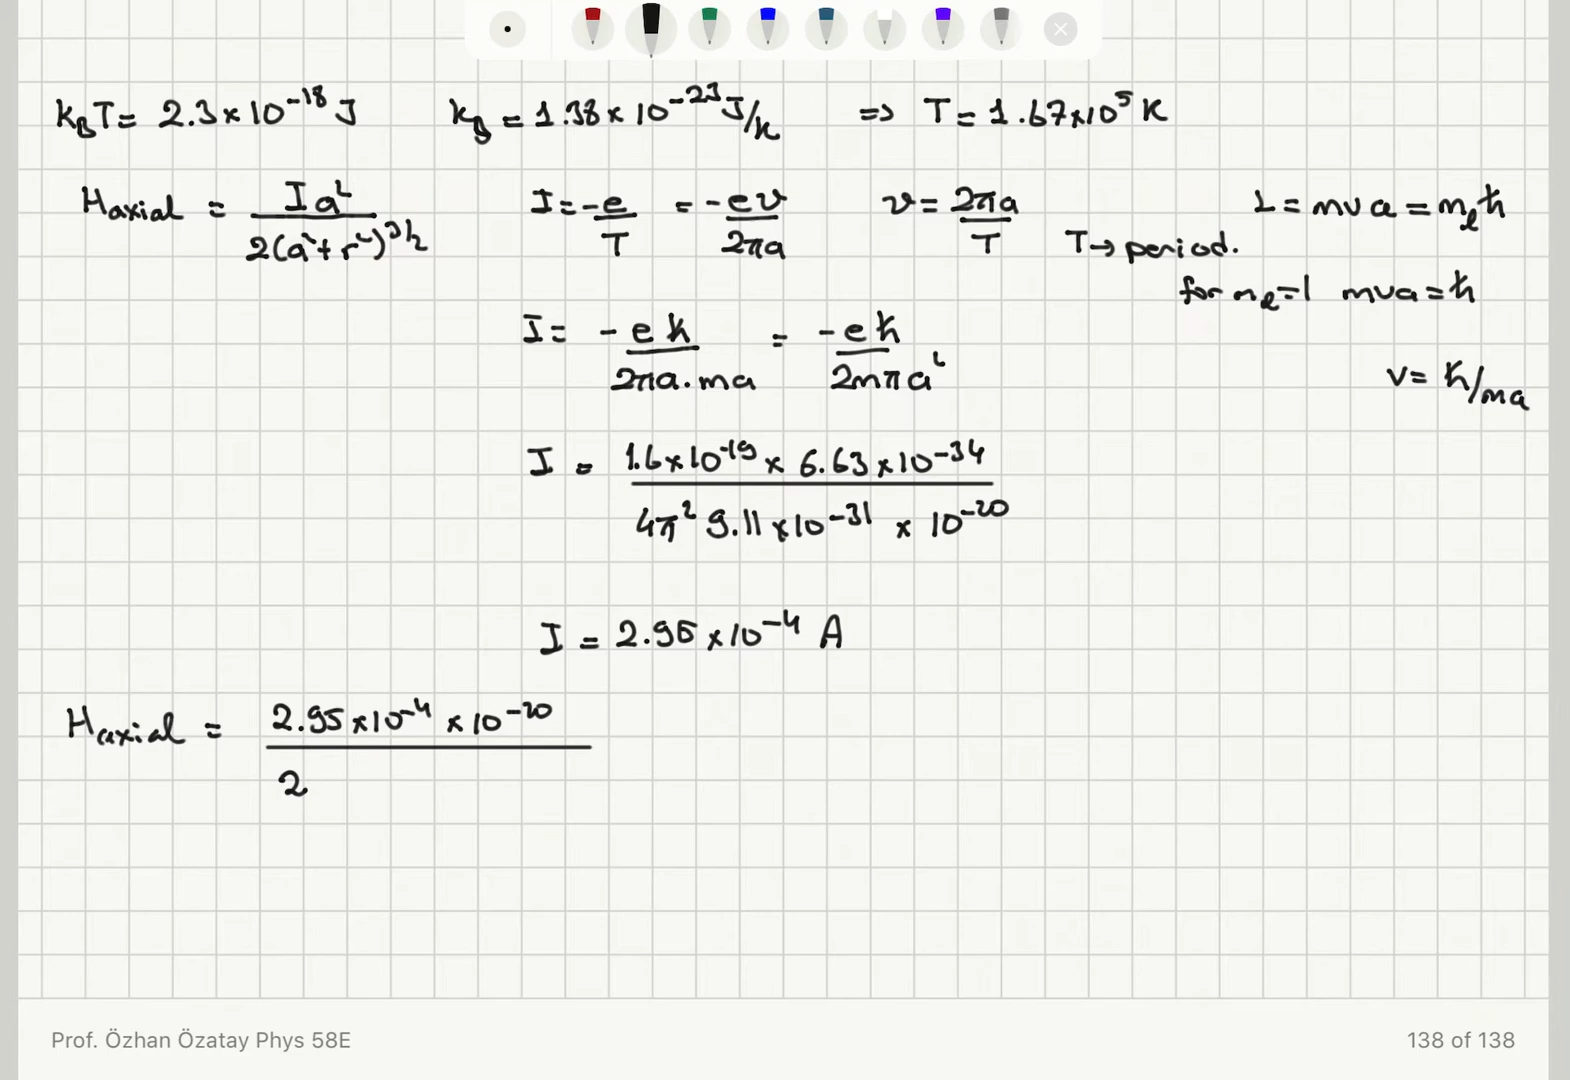 k_B T = 2.3 × 10^-18 J    k_B = 1.38 × 10^-23 J/K    ⇒ T = 1.67×10^5 K
H_axial = I a² / 2(a²+r²)^3/2    I = -e/T = -ev/2πa    v = 2πa/T    T → period.    L = mva = m_ℓ ħ
for m_ℓ=1 mva = ħ
I = -eħ/2πa.ma = -eħ/2mπa²    v = ħ/ma
I = 1.6×10^-19 × 6.63×10^-34 / 4π² 9.11×10^-31 × 10^-20
I = 2.95×10^-4 A
H_axial = 2.95×10^-4 × 10^-20 / 2
Prof. Özhan Özatay Phys 58E    138 of 138